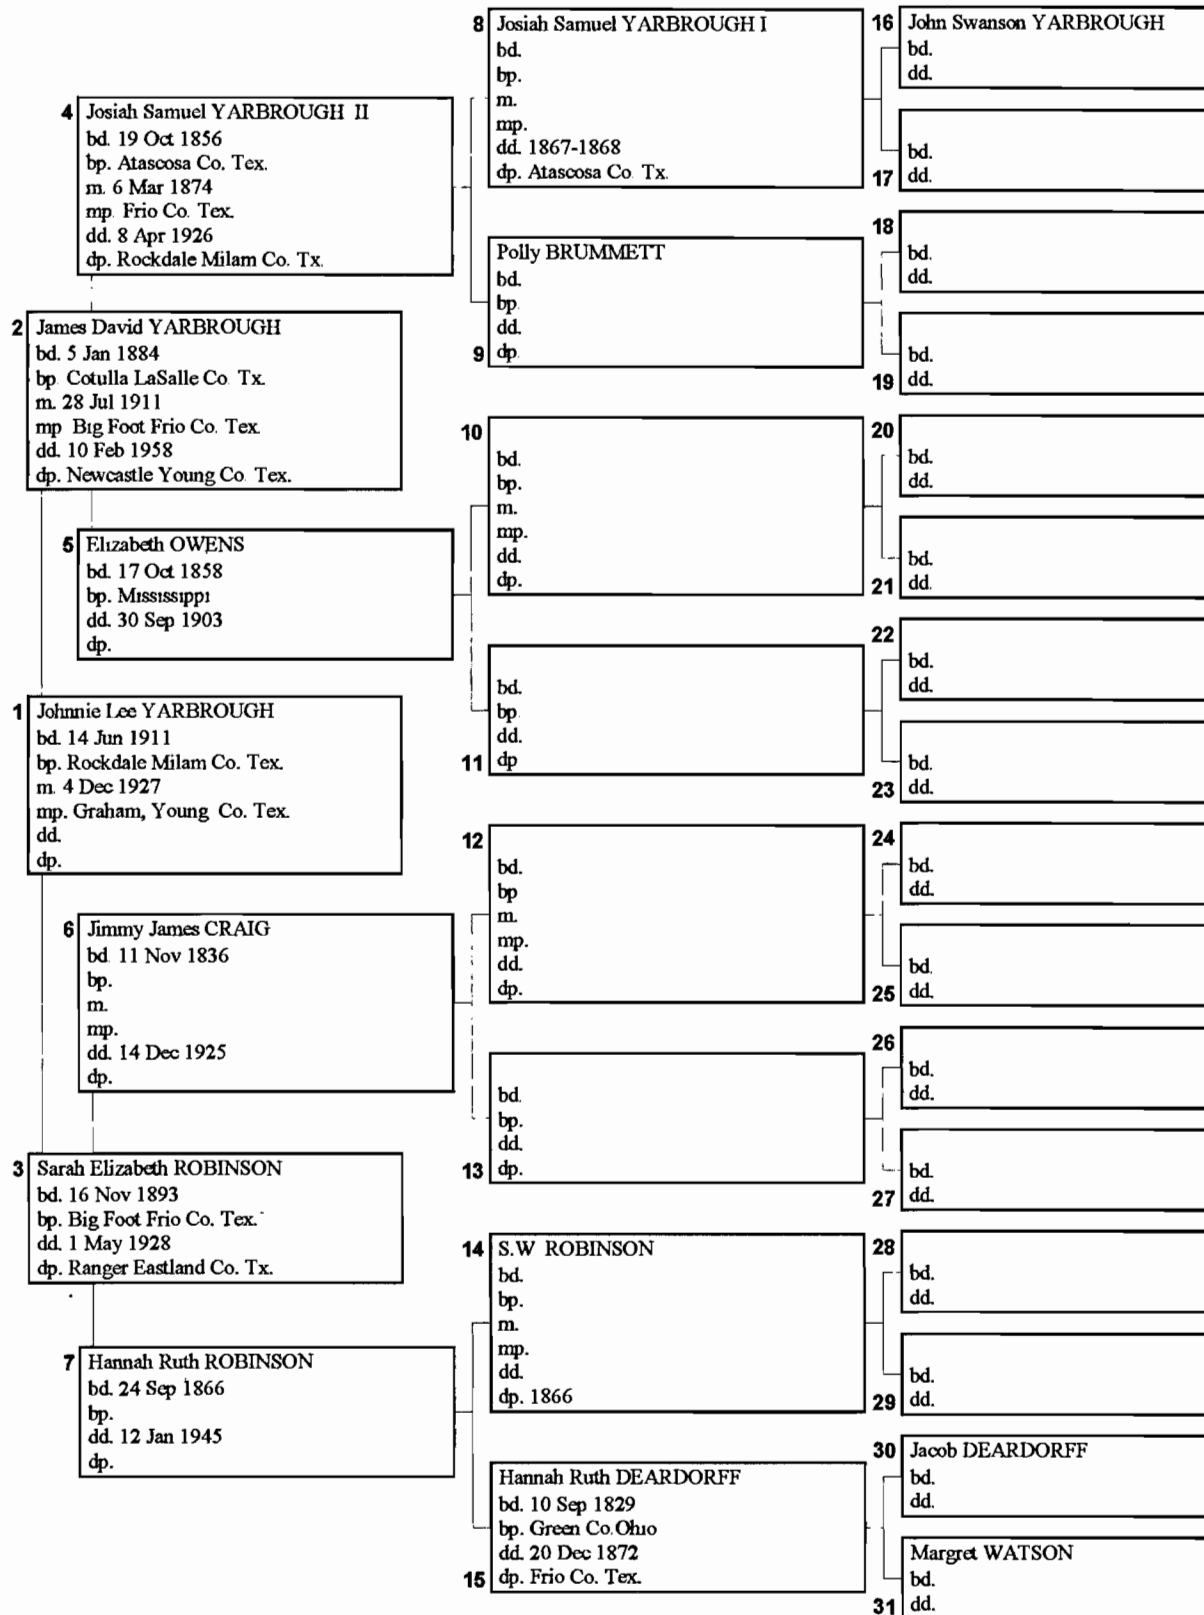 8 Josiah Samuel YARBROUGH I
bd.
bp.
m.
mp.
dd. 1867-1868
dp. Atascosa Co. Tx.
16 John Swanson YARBROUGH
bd.
dd.
4 Josiah Samuel YARBROUGH II
bd. 19 Oct 1856
bp. Atascosa Co. Tex.
m. 6 Mar 1874
mp. Frio Co. Tex.
dd. 8 Apr 1926
dp. Rockdale Milam Co. Tx.
bd.
17 dd.
Polly BRUMMETT
bd.
bp.
dd.
9 dp.
18
bd.
dd.
bd.
19 dd.
2 James David YARBROUGH
bd. 5 Jan 1884
bp. Cotulla LaSalle Co. Tx.
m. 28 Jul 1911
mp Big Foot Frio Co. Tex.
dd. 10 Feb 1958
dp. Newcastle Young Co. Tex.
10
bd.
bp.
m.
mp.
dd.
dp.
20
bd.
dd.
bd.
21 dd.
5 Elizabeth OWENS
bd. 17 Oct 1858
bp. Mississippi
dd. 30 Sep 1903
dp.
bd.
bp.
dd.
11 dp
22
bd.
dd.
bd.
23 dd.
1 Johnnie Lee YARBROUGH
bd. 14 Jun 1911
bp. Rockdale Milam Co. Tex.
m. 4 Dec 1927
mp. Graham, Young Co. Tex.
dd.
dp.
12
bd.
bp
m.
mp.
dd.
dp.
24
bd.
dd.
bd.
25 dd.
6 Jimmy James CRAIG
bd. 11 Nov 1836
bp.
m.
mp.
dd. 14 Dec 1925
dp.
bd.
bp.
dd.
13 dp.
26
bd.
dd.
bd.
27 dd.
3 Sarah Elizabeth ROBINSON
bd. 16 Nov 1893
bp. Big Foot Frio Co. Tex.
dd. 1 May 1928
dp. Ranger Eastland Co. Tx.
14 S.W ROBINSON
bd.
bp.
m.
mp.
dd.
dp. 1866
28
bd.
dd.
bd.
29 dd.
7 Hannah Ruth ROBINSON
bd. 24 Sep 1866
bp.
dd. 12 Jan 1945
dp.
Hannah Ruth DEARDORFF
bd. 10 Sep 1829
bp. Green Co. Ohio
dd. 20 Dec 1872
15 dp. Frio Co. Tex.
30 Jacob DEARDORFF
bd.
dd.
Margret WATSON
bd.
31 dd.